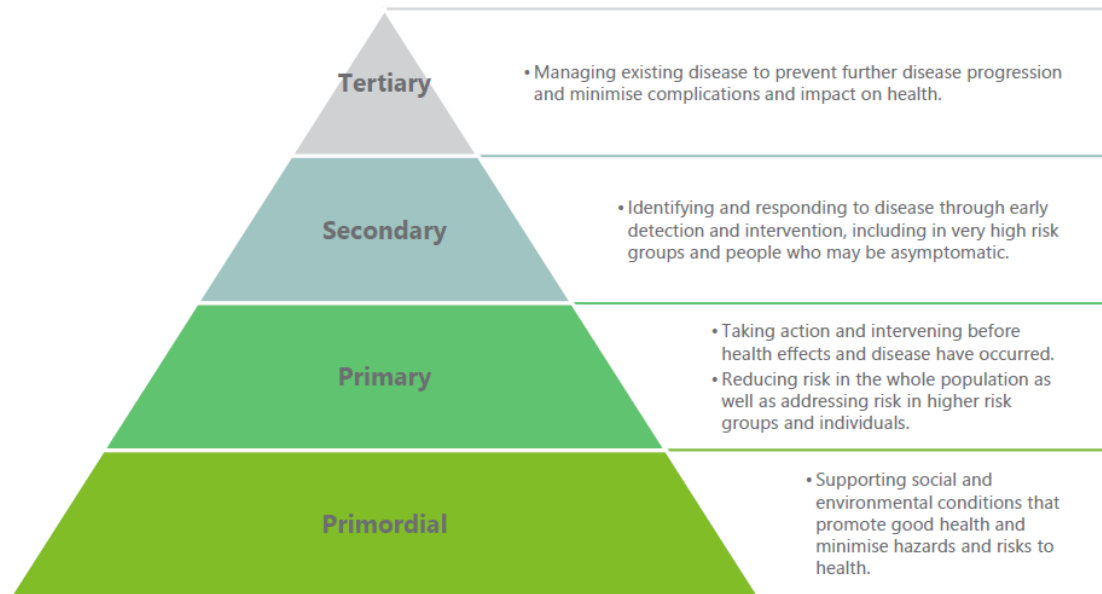 Tertiary
• Managing existing disease to prevent further disease progression
and minimise complications and impact on health.
Secondary
• Identifying and responding to disease through early
detection and intervention, including in very high risk
groups and people who may be asymptomatic.
Primary
• Taking action and intervening before
health effects and disease have occurred.
• Reducing risk in the whole population as
well as addressing risk in higher risk
groups and individuals.
Primordial
• Supporting social and
environmental conditions that
promote good health and
minimise hazards and risks to
health.